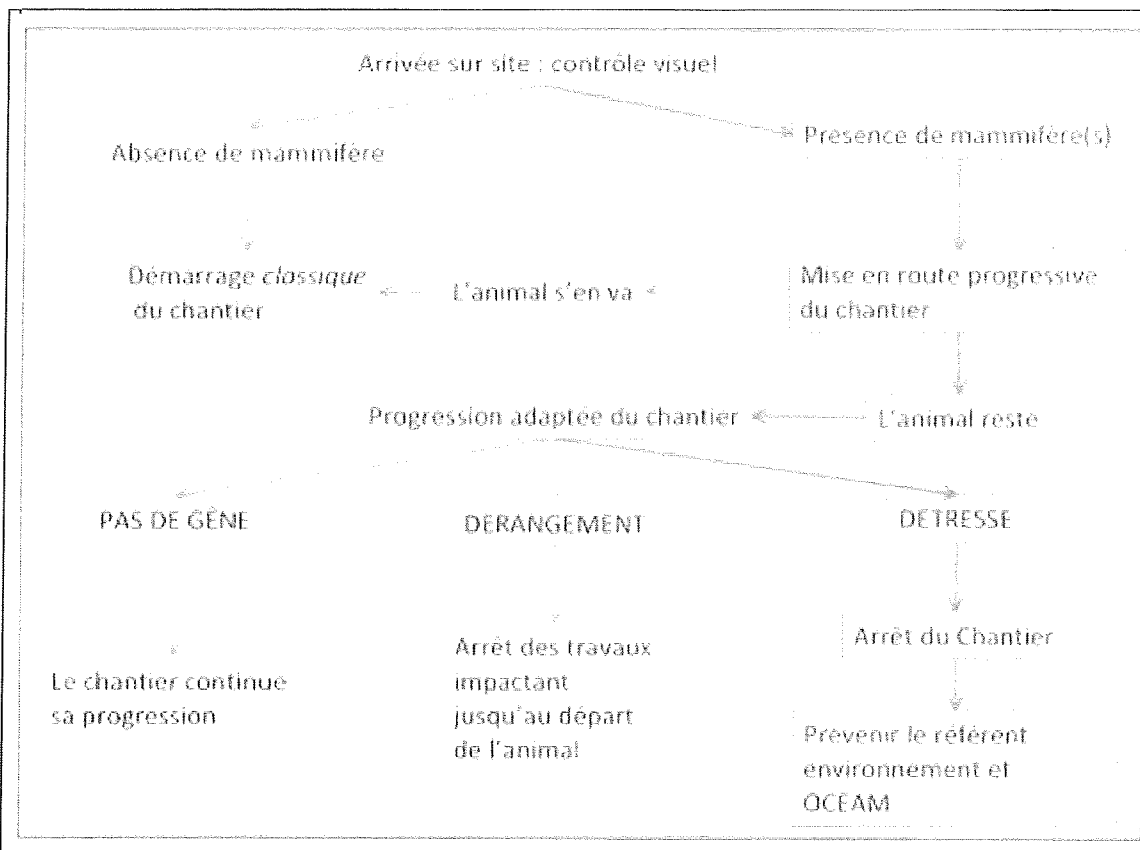 Arrivée sur site : contrôle visuel
Absence de mammifère
Presence de mammifère(s)
Démarrage classique
du chantier
L'animal s'en va
Mise en route progressive
du chantier
Progression adaptée du chantier
L'animal reste
PAS DE GÈNE
DERANGEMENT
DETRESSE
Le chantier continue
sa progression
Arrêt des travaux
impactant
jusqu'au départ
de l'animal
Arrêt du Chantier
Prévenir le référent
environnement et
OCEAM